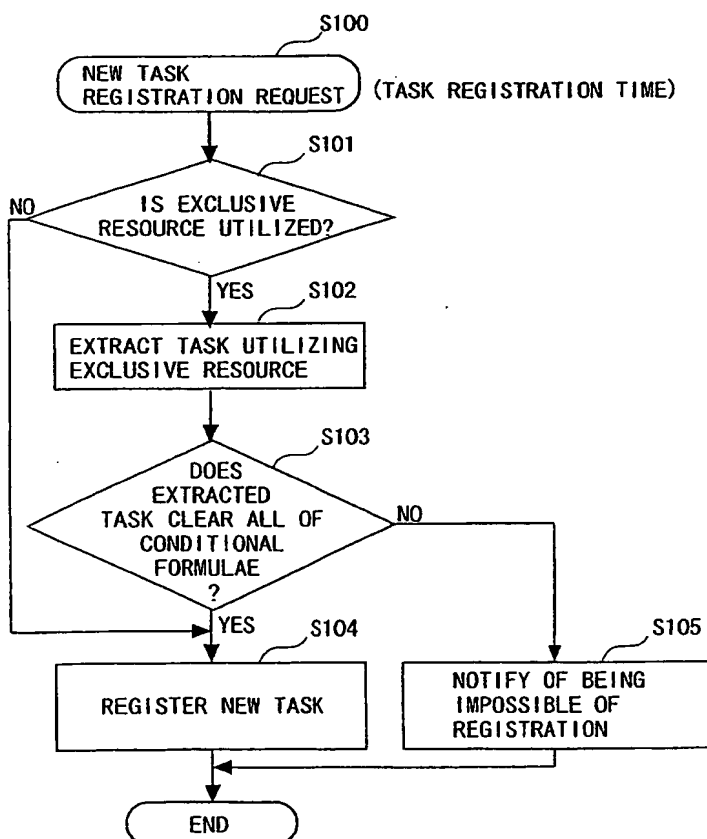 S100
NEW TASK
REGISTRATION REQUEST
(TASK REGISTRATION TIME)
S101
IS EXCLUSIVE
RESOURCE UTILIZED?
NO
YES
S102
EXTRACT TASK UTILIZING
EXCLUSIVE RESOURCE
S103
DOES
EXTRACTED
TASK CLEAR ALL OF
CONDITIONAL
FORMULAE
?
NO
YES
S104
REGISTER NEW TASK
S105
NOTIFY OF BEING
IMPOSSIBLE OF
REGISTRATION
END